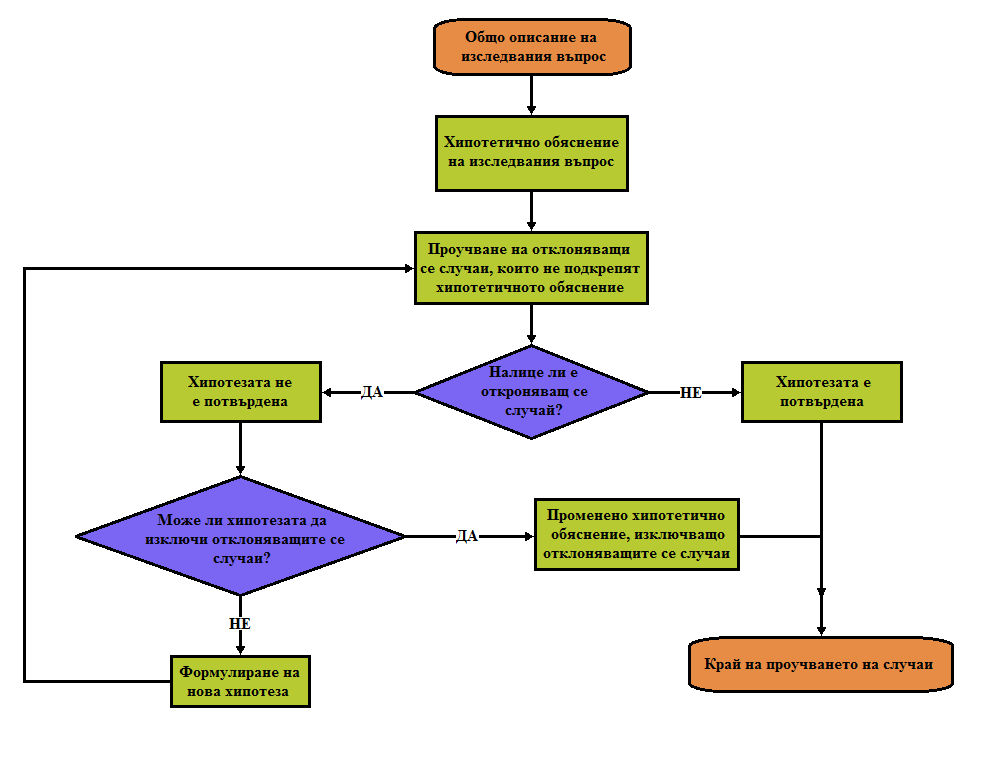 Общо описание на
изследвания въпрос
Хипотетично обяснение
на изследвания въпрос
Проучване на отклоняващи
се случаи, които не подкрепят
хипотетичното обяснение
Налице ли е
откроняващ се
случай?
ДА
НЕ
Хипотезата не
е потвърдена
Хипотезата е
потвърдена
Може ли хипотезата да
изключи отклоняващите се
случаи?
ДА
Променено хипотетично
обяснение, изключващо
отклоняващите се случаи
НЕ
Формулиране на
нова хипотеза
Край на проучването на случаи